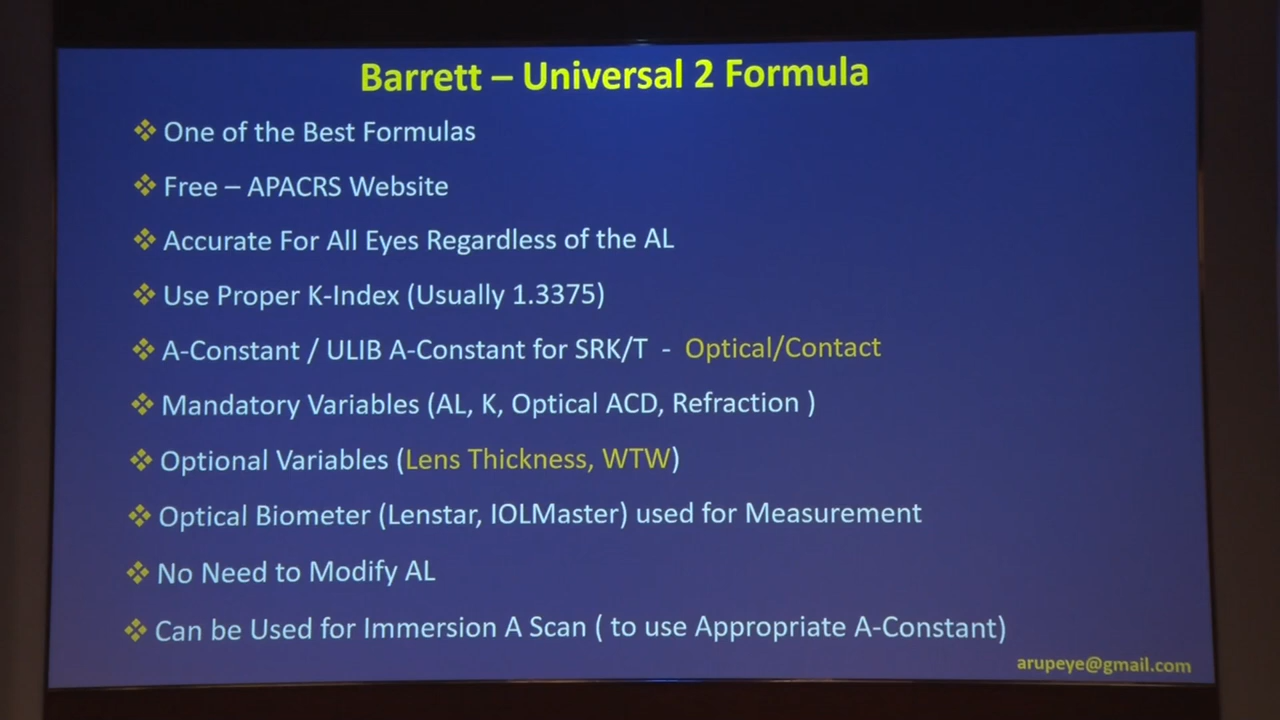 Barrett – Universal 2 Formula
❖ One of the Best Formulas
❖ Free – APACRS Website
❖ Accurate For All Eyes Regardless of the AL
❖ Use Proper K-Index (Usually 1.3375)
❖ A-Constant / ULIB A-Constant for SRK/T - Optical/Contact
❖ Mandatory Variables (AL, K, Optical ACD, Refraction )
❖ Optional Variables (Lens Thickness, WTW)
❖ Optical Biometer (Lenstar, IOLMaster) used for Measurement
❖ No Need to Modify AL
❖ Can be Used for Immersion A Scan ( to use Appropriate A-Constant)
arupeye@gmail.com